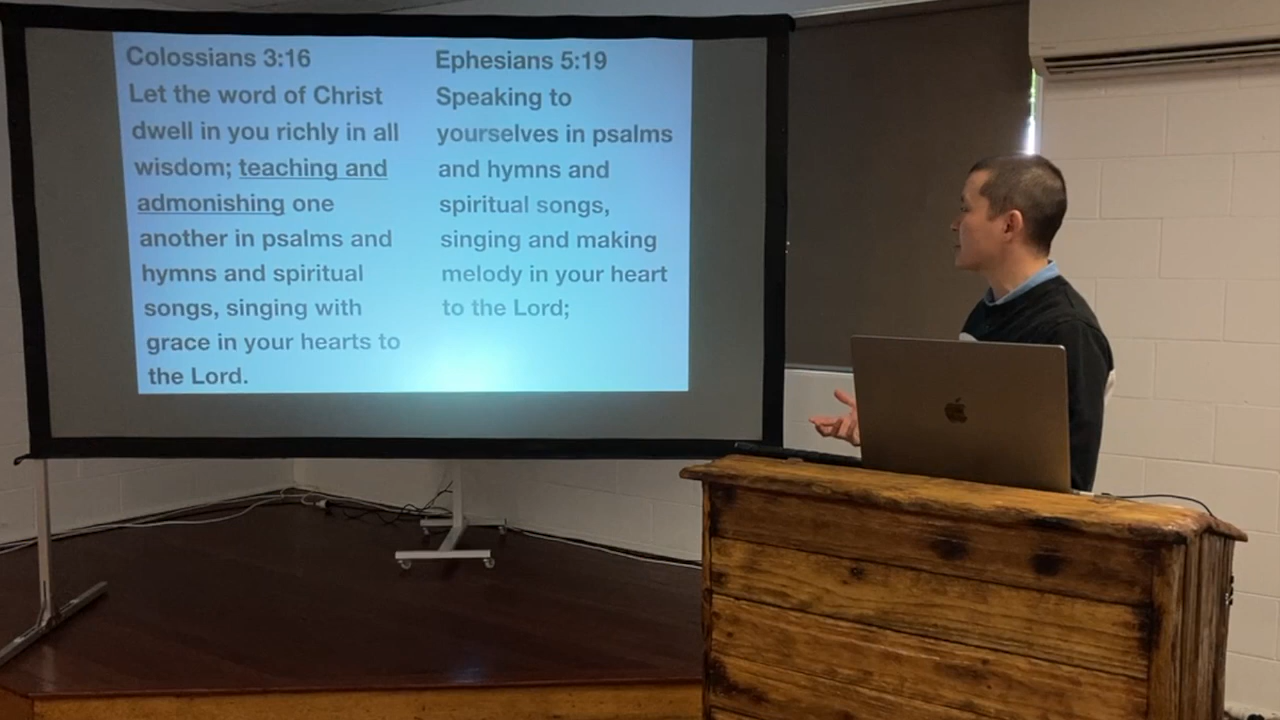 Colossians 3:16
Let the word of Christ
dwell in you richly in all
wisdom; teaching and
admonishing one
another in psalms and
hymns and spiritual
songs, singing with
grace in your hearts to
the Lord.
Ephesians 5:19
Speaking to
yourselves in psalms
and hymns and
spiritual songs,
singing and making
melody in your heart
to the Lord;